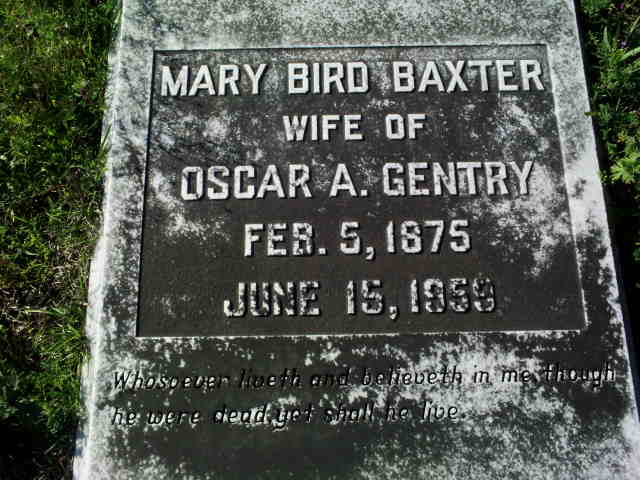 MARY BIRD BAXTER
WIFE OF
OSCAR A. GENTRY
FEB. 5, 1875
JUNE 15, 1959
Whosoever liveth and believeth in me, though
he were dead, yet shall he live.